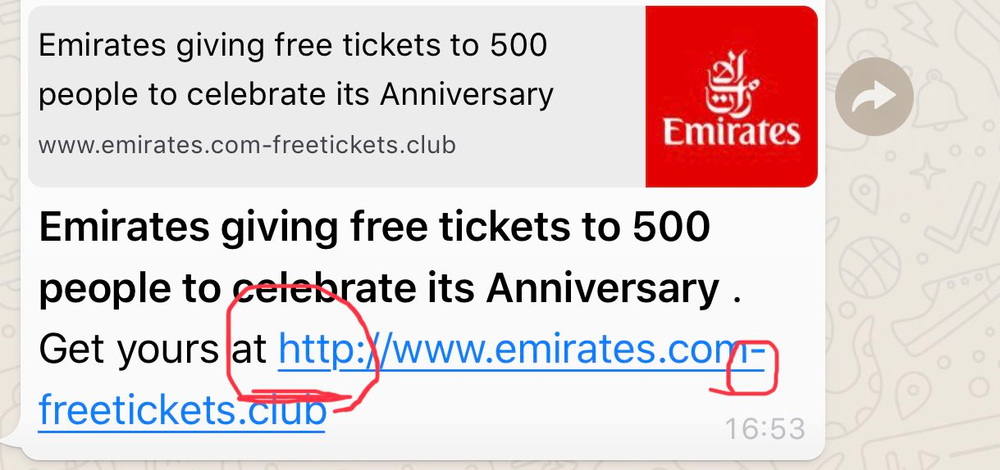 Emirates giving free tickets to 500
people to celebrate its Anniversary
www.emirates.com-freetickets.club
الإمارات
Emirates
Emirates giving free tickets to 500
people to celebrate its Anniversary .
Get yours at http://www.emirates.com-
freetickets.club
16:53